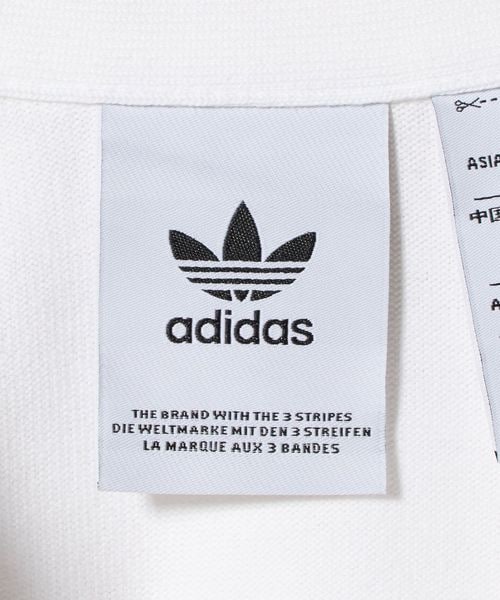 adidas
THE BRAND WITH THE 3 STRIPES
DIE WELTMARKE MIT DEN 3 STREIFEN
LA MARQUE AUX 3 BANDES
ASIA
中国
A